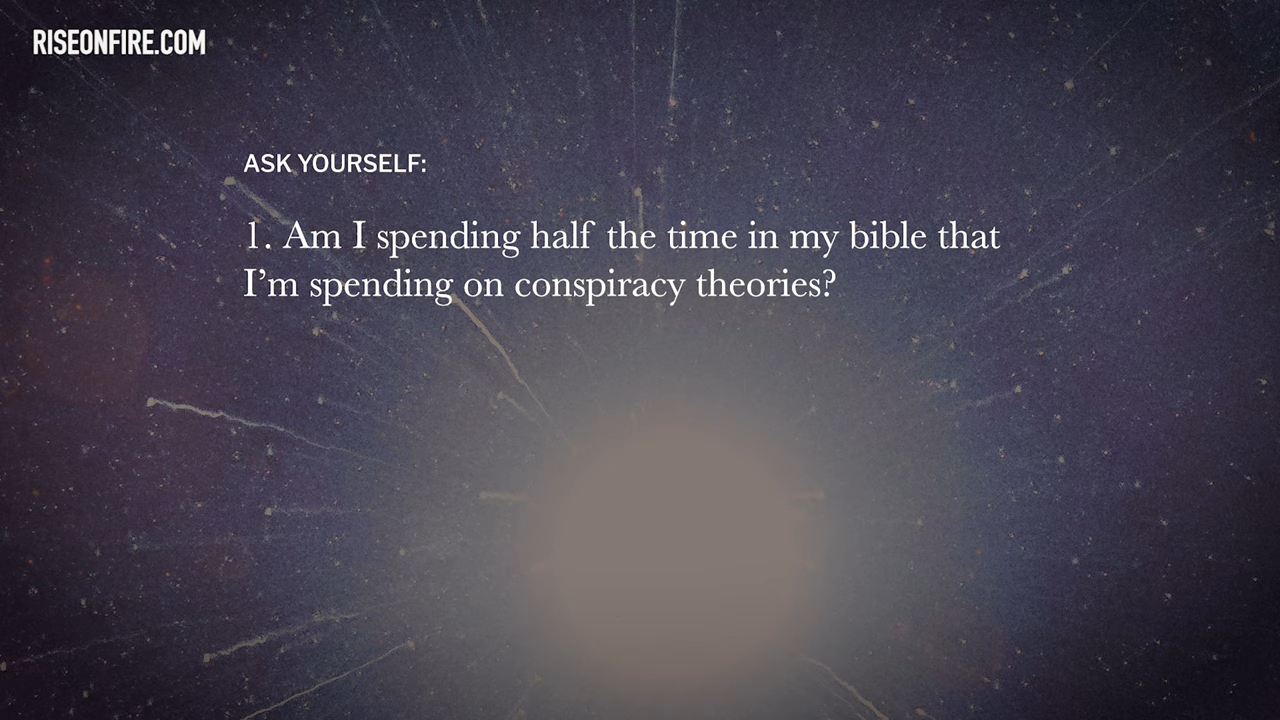 RISEONFIRE.COM
ASK YOURSELF:
1. Am I spending half the time in my bible that
I’m spending on conspiracy theories?